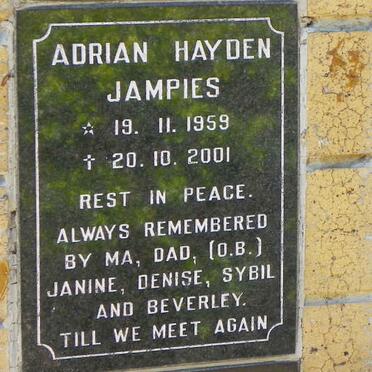 ADRIAN HAYDEN
JAMPIES
☆ 19. 11. 1959
† 20. 10. 2001
REST IN PEACE.
ALWAYS REMEMBERED
BY MA, DAD, (O.B.)
JANINE, DENISE, SYBIL
AND BEVERLEY.
TILL WE MEET AGAIN